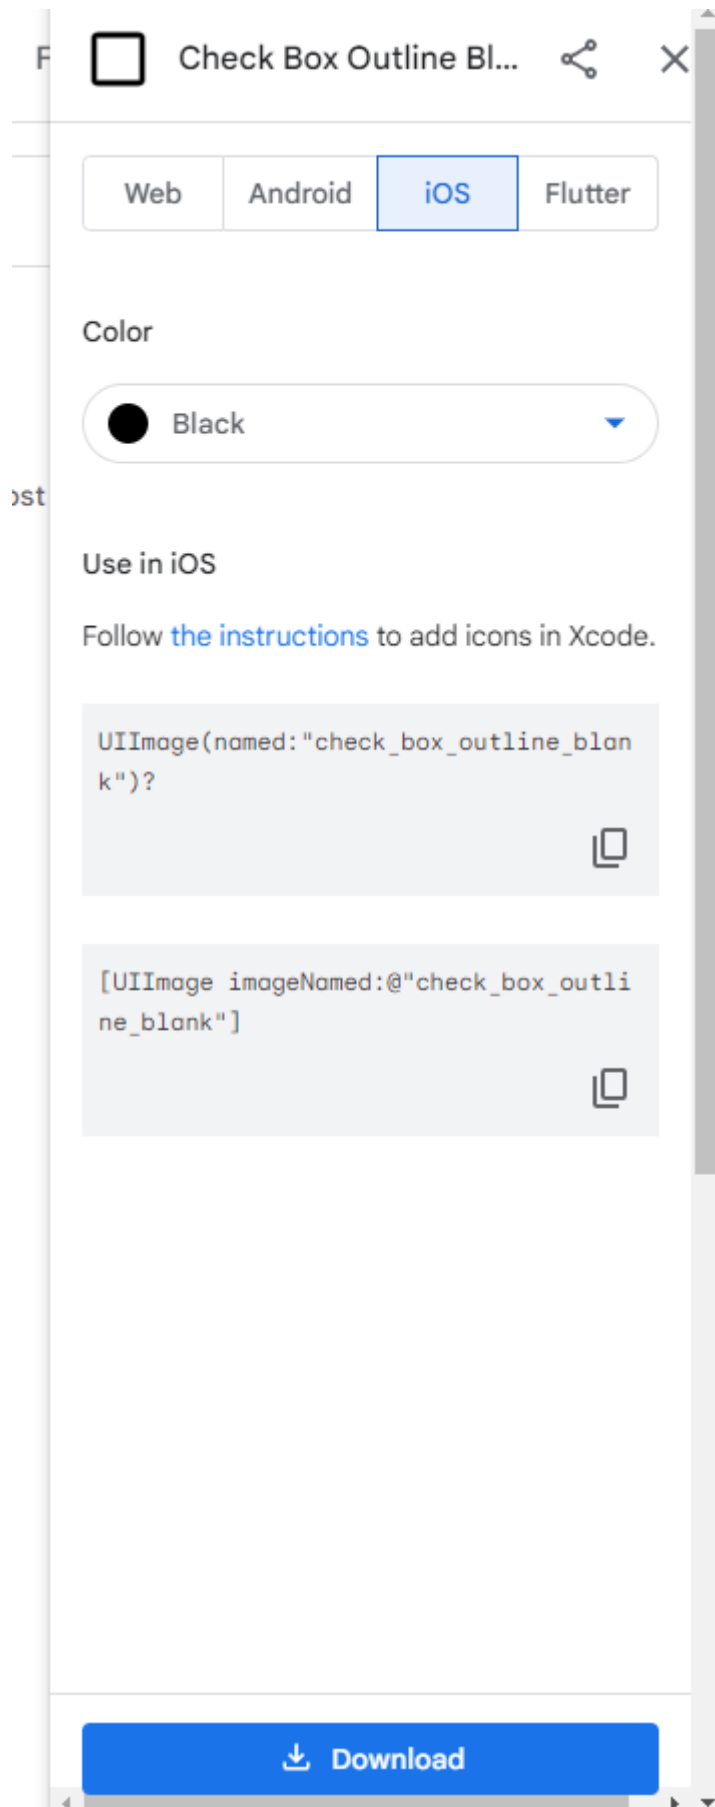 F
Check Box Outline Bl...
Web
Android
iOS
Flutter
Color
Black
ost
Use in iOS
Follow the instructions to add icons in Xcode.
UIImage(named:"check_box_outline_blan
k")?
[UIImage imageNamed:@"check_box_outli
ne_blank"]
Download